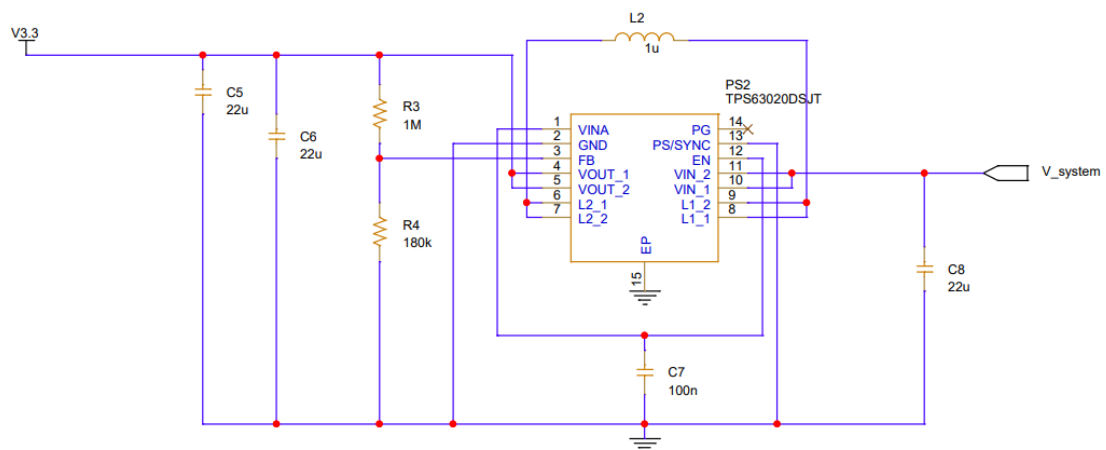 L2
1u
V3.3
PS2
TPS63020DSJT
C5
22u
C6
22u
R3
1M
R4
180k
1
2
3
4
5
6
7
VINA
GND
FB
VOUT_1
VOUT_2
L2_1
L2_2
PG
PS/SYNC
EN
VIN_2
VIN_1
L1_2
L1_1
14
13
12
11
10
9
8
EP
15
V_system
C8
22u
C7
100n